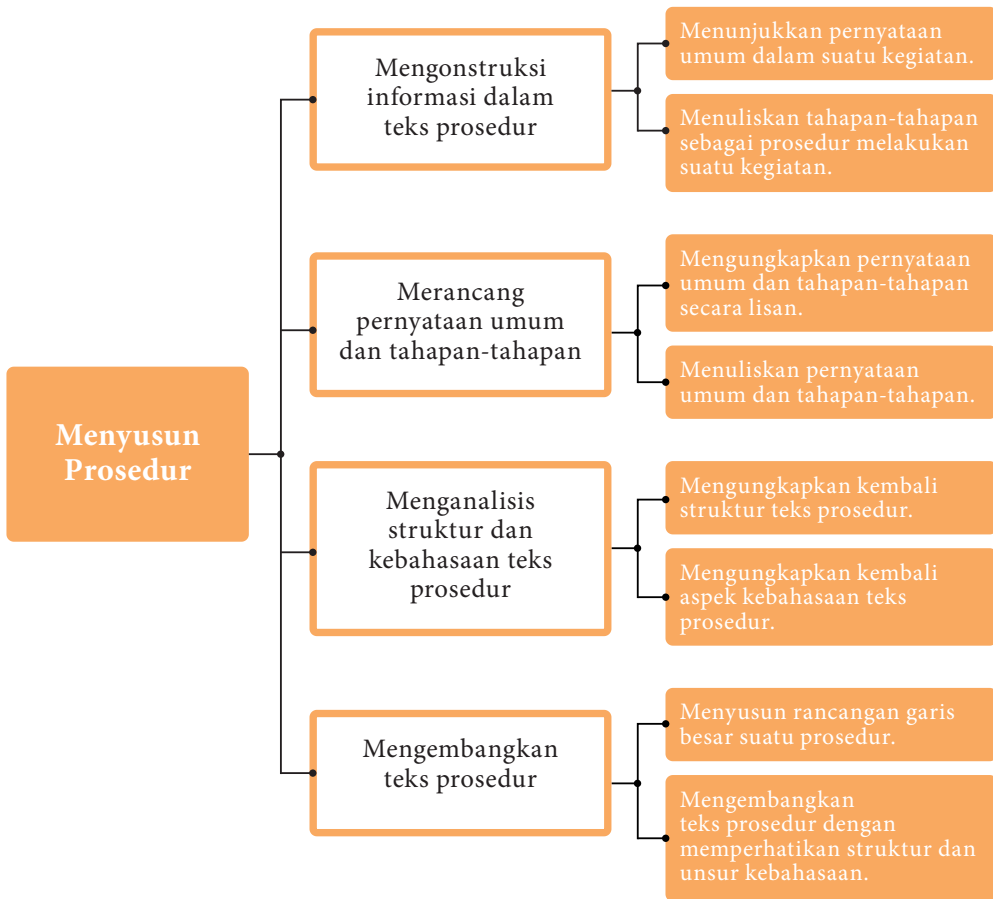 Menyusun
Prosedur
Mengonstruksi
informasi dalam
teks prosedur
Menunjukkan pernyataan
umum dalam suatu kegiatan.
Menuliskan tahapan-tahapan
sebagai prosedur melakukan
suatu kegiatan.
Merancang
pernyataan umum
dan tahapan-tahapan
Mengungkapkan pernyataan
umum dan tahapan-tahapan
secara lisan.
Menuliskan pernyataan
umum dan tahapan-tahapan.
Menganalisis
struktur dan
kebahasaan teks
prosedur
Mengungkapkan kembali
struktur teks prosedur.
Mengungkapkan kembali
aspek kebahasaan teks
prosedur.
Mengembangkan
teks prosedur
Menyusun rancangan garis
besar suatu prosedur.
Mengembangkan
teks prosedur dengan
memperhatikan struktur dan
unsur kebahasaan.